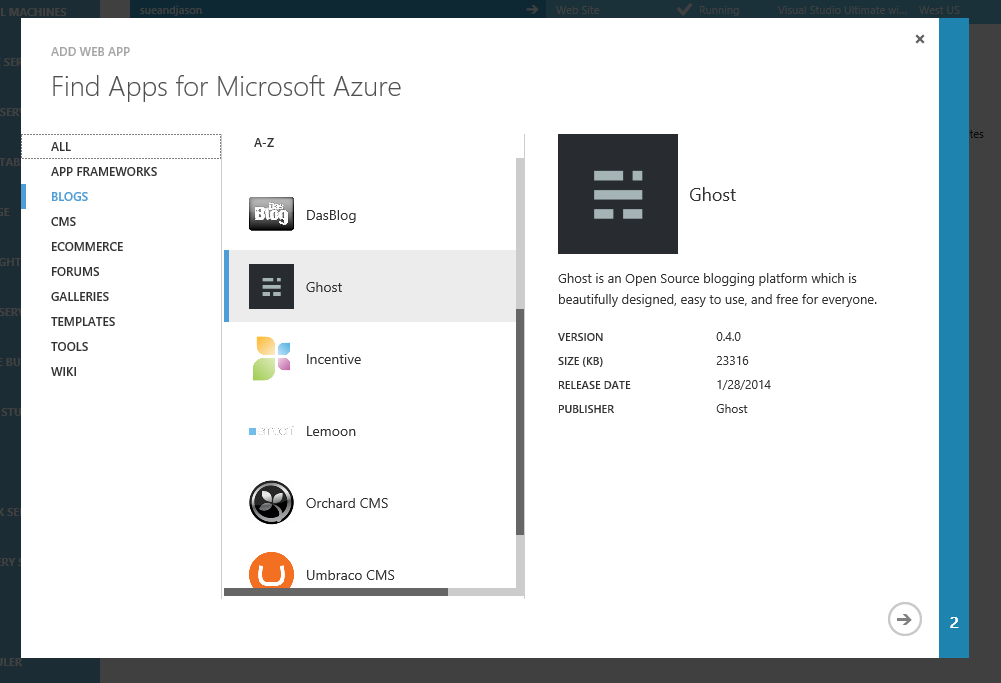 L MACHINES
sueandjason
Web Site
Running
Visual Studio Ultimate wi...
West US
ADD WEB APP
Find Apps for Microsoft Azure
ALL
APP FRAMEWORKS
BLOGS
CMS
ECOMMERCE
FORUMS
GALLERIES
TEMPLATES
TOOLS
WIKI
A-Z
Das
Blog
DasBlog
Ghost
Incentive
Lemoon
Orchard CMS
Umbraco CMS
Ghost
Ghost is an Open Source blogging platform which is
beautifully designed, easy to use, and free for everyone.
VERSION 0.4.0
SIZE (KB) 23316
RELEASE DATE 1/28/2014
PUBLISHER Ghost
2